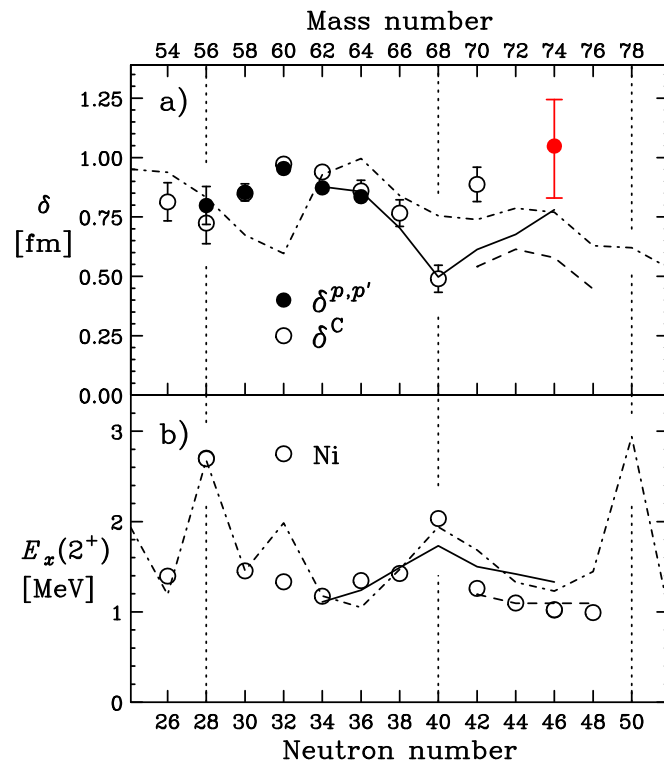 Mass number
54 56 58 60 62 64 66 68 70 72 74 76 78
a)
1.25
1.00
0.75
0.50
0.25
0.00
δ
[fm]
δ^{p,p'}
δ^{C}
b)
Ni
3
2
1
0
E_x(2^+)
[MeV]
26 28 30 32 34 36 38 40 42 44 46 48 50
Neutron number